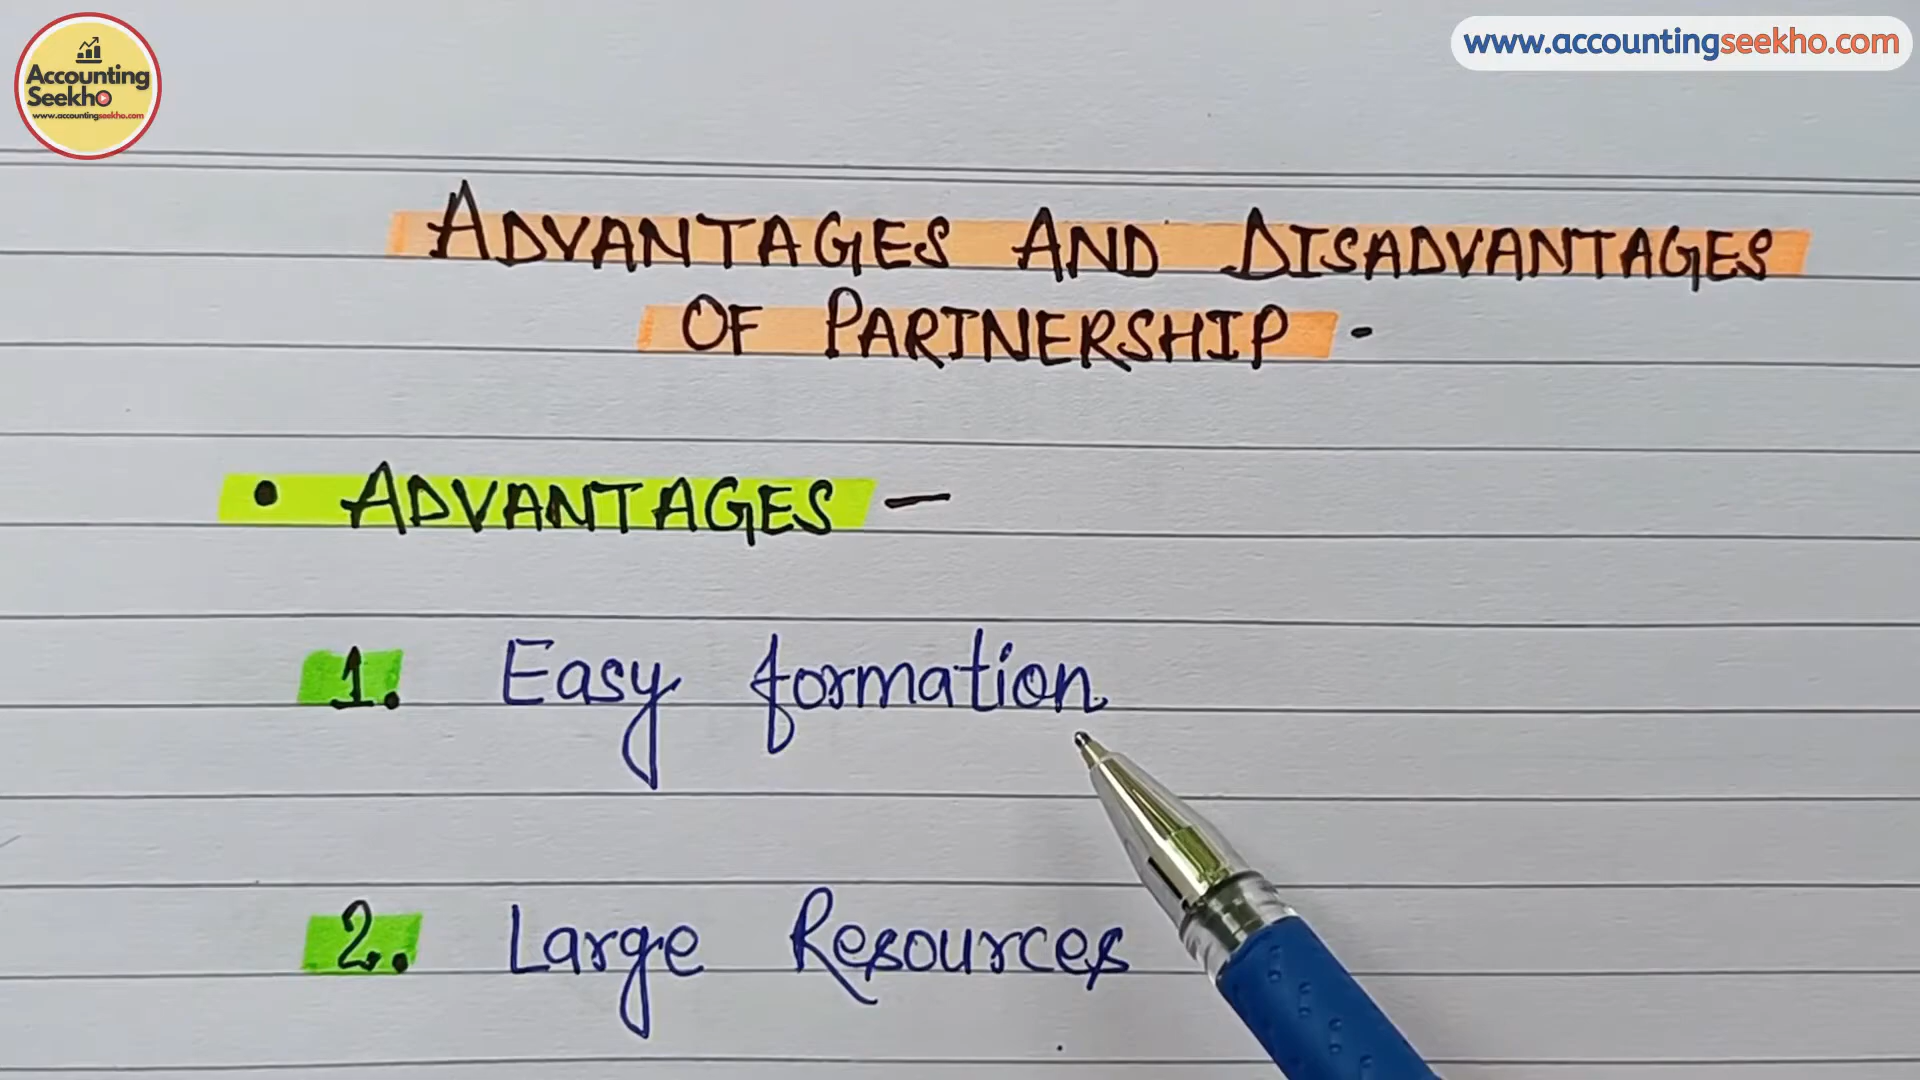 Accounting
Seekho
www.accountingseekho.com
www.accountingseekho.com
ADVANTAGES AND DISADVANTAGES
OF PARTNERSHIP -
• ADVANTAGES —
1. Easy formation
2. Large Resources